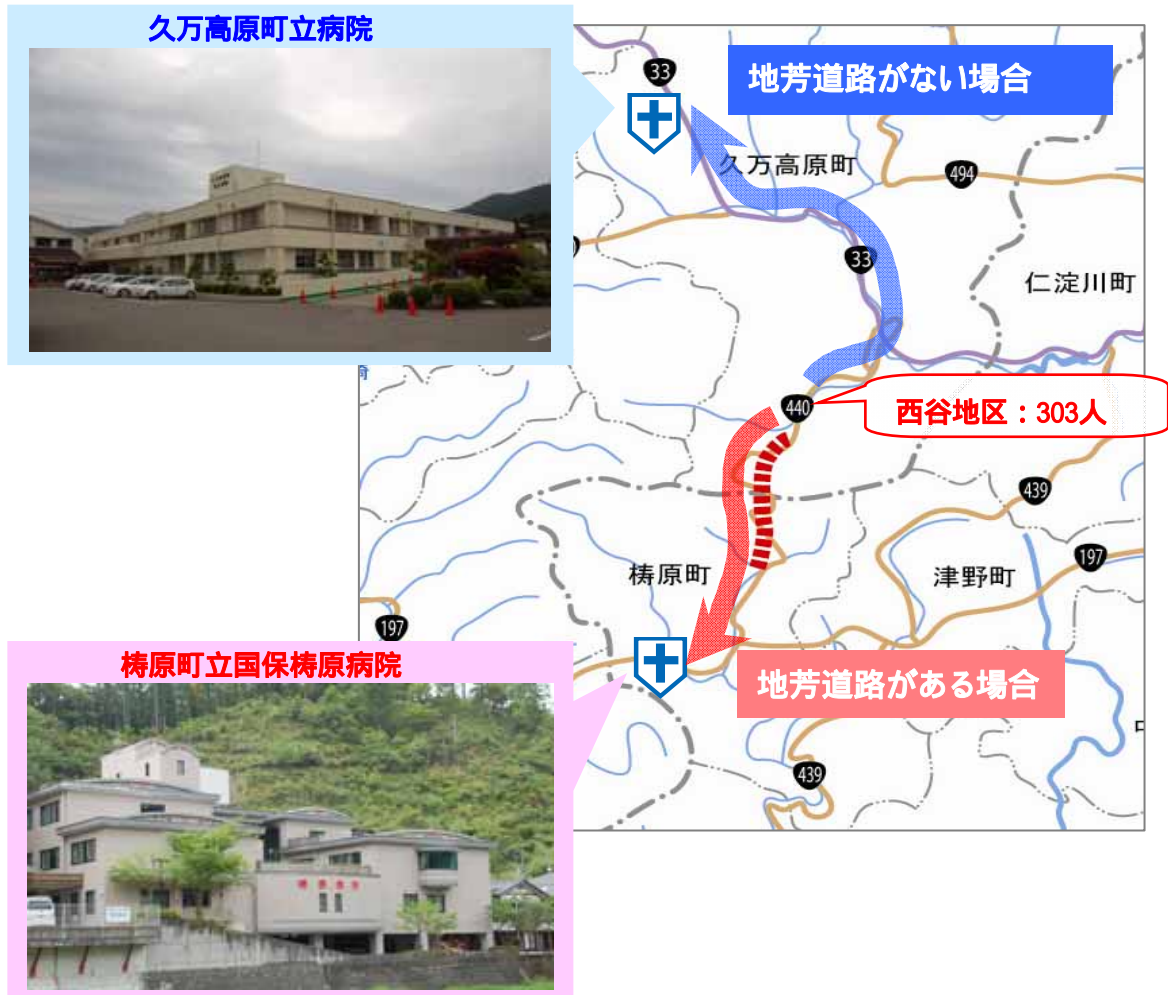 久万高原町立病院
33
地芳道路がない場合
久万高原町
494
33
仁淀川町
440
西谷地区：303人
439
梼原町
津野町
197
197
梼原町立国保梼原病院
地芳道路がある場合
439